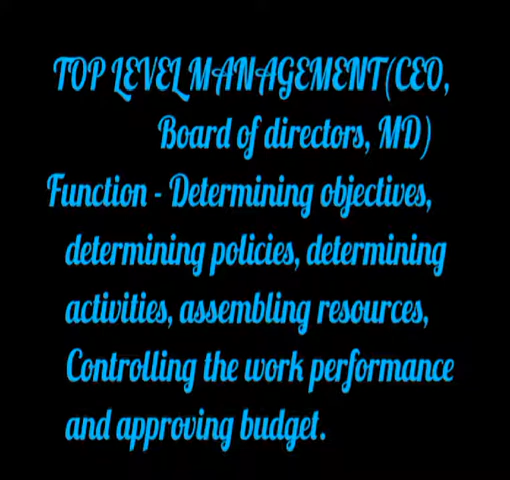 TOP LEVEL MANAGEMENT(CEO,
Board of directors, MD)
Function - Determining objectives,
determining policies, determining
activities, assembling resources,
Controlling the work performance
and approving budget.